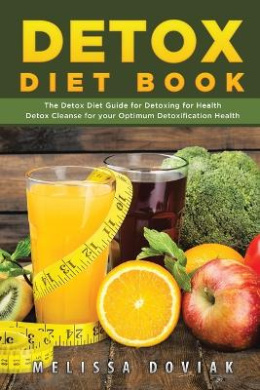 DETOX
DIET BOOK
The Detox Diet Guide for Detoxing for Health
Detox Cleanse for your Optimum Detoxification Health
MELISSA DOVIAK